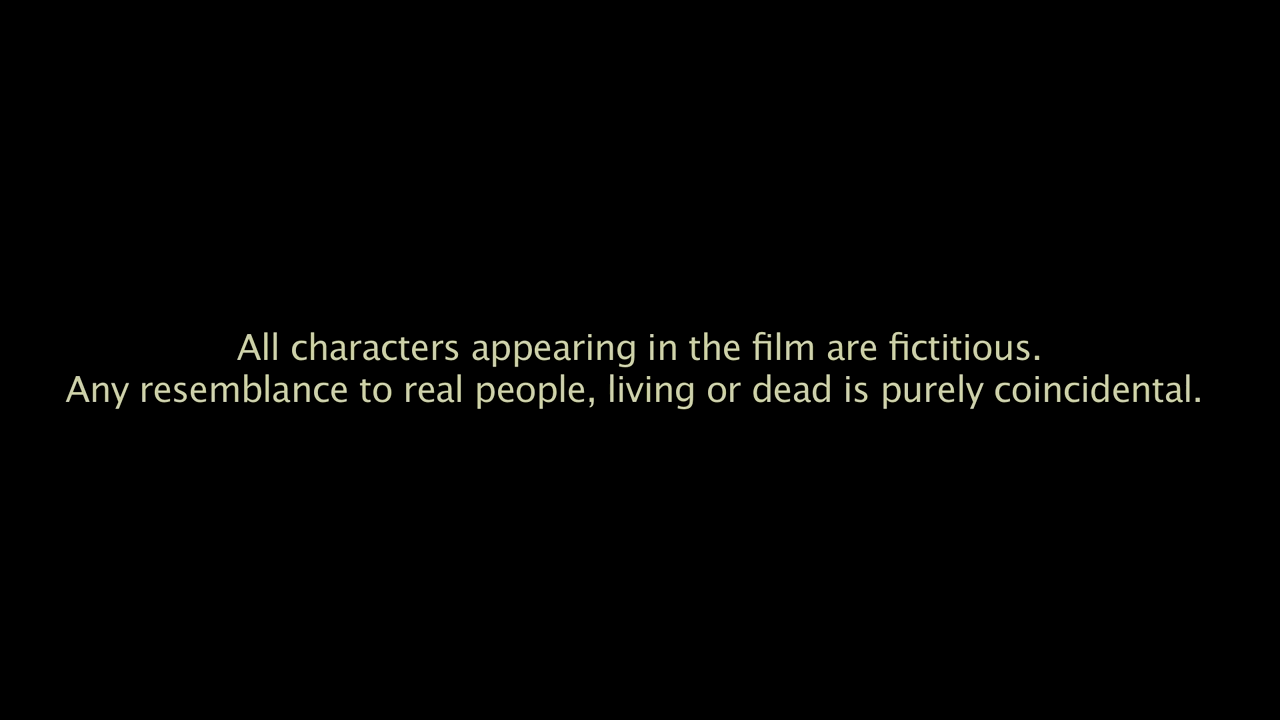 All characters appearing in the film are fictitious.
Any resemblance to real people, living or dead is purely coincidental.